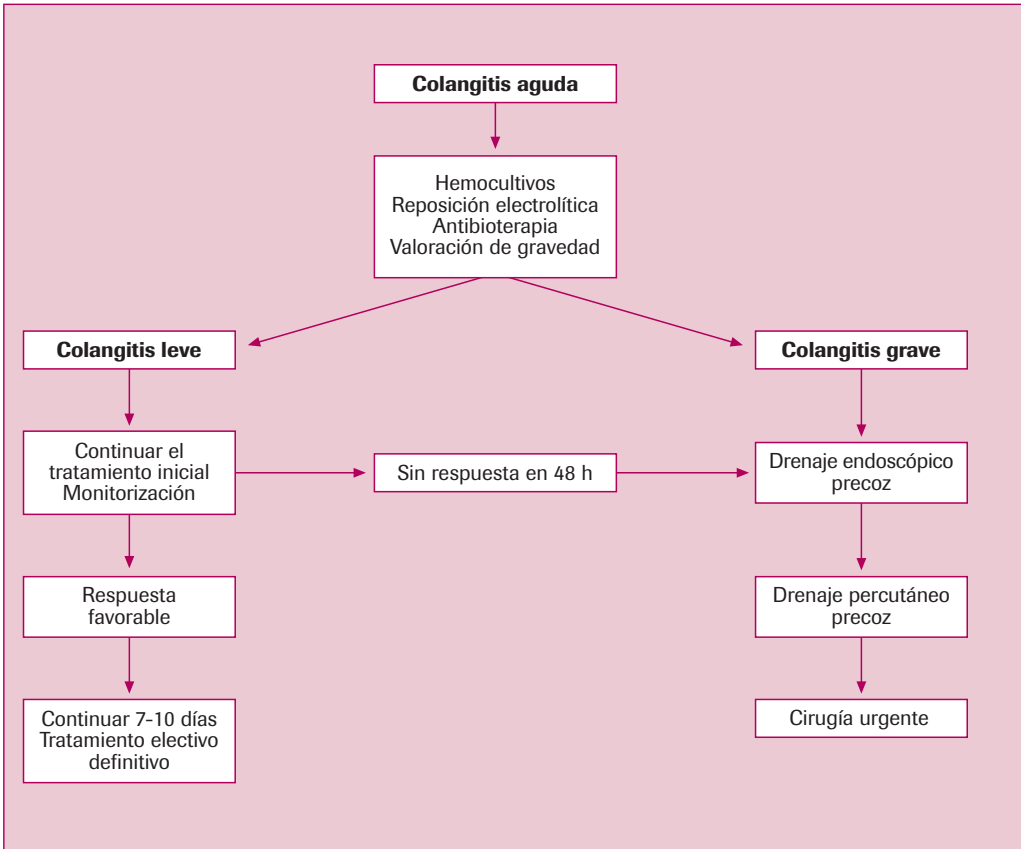 Colangitis aguda
Hemocultivos
Reposición electrolítica
Antibioterapia
Valoración de gravedad
Colangitis leve
Colangitis grave
Continuar el
tratamiento inicial
Monitorización
Sin respuesta en 48 h
Drenaje endoscópico
precoz
Respuesta
favorable
Drenaje percutáneo
precoz
Continuar 7-10 días
Tratamiento electivo
definitivo
Cirugía urgente